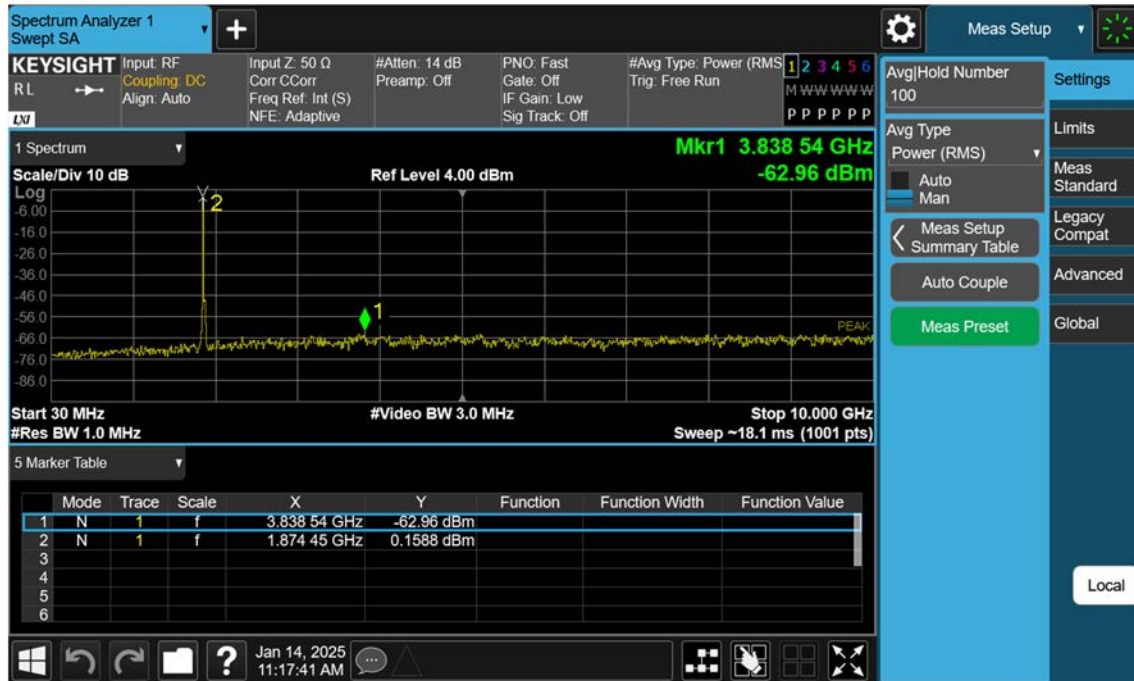 Spectrum Analyzer 1
Swept SA
+
Meas Setup
KEYSIGHT
RL
LXI
Input: RF
Coupling: DC
Align: Auto
Input Z: 50 Ω
Corr CCorr
Freq Ref: Int (S)
NFE: Adaptive
#Atten: 14 dB
Preamp: Off
PNO: Fast
Gate: Off
IF Gain: Low
Sig Track: Off
#Avg Type: Power (RMS
Trig: Free Run
1 2 3 4 5 6
M W W W W W
P P P P P P
1 Spectrum
Mkr1 3.838 54 GHz
-62.96 dBm
Scale/Div 10 dB
Ref Level 4.00 dBm
Log
-6.00
-16.0
-26.0
-36.0
-46.0
-56.0
-66.0
-76.0
-86.0
2
1
PEAK
Start 30 MHz
#Video BW 3.0 MHz
Stop 10.000 GHz
#Res BW 1.0 MHz
Sweep ~18.1 ms (1001 pts)
5 Marker Table
Mode Trace Scale X Y Function Function Width Function Value
1 N 1 f 3.838 54 GHz -62.96 dBm
2 N 1 f 1.874 45 GHz 0.1588 dBm
3
4
5
6
Avg|Hold Number
100
Avg Type
Power (RMS)
Auto
Man
Meas Setup
Summary Table
Auto Couple
Meas Preset
Settings
Limits
Meas
Standard
Legacy
Compat
Advanced
Global
Local
?
Jan 14, 2025
11:17:41 AM